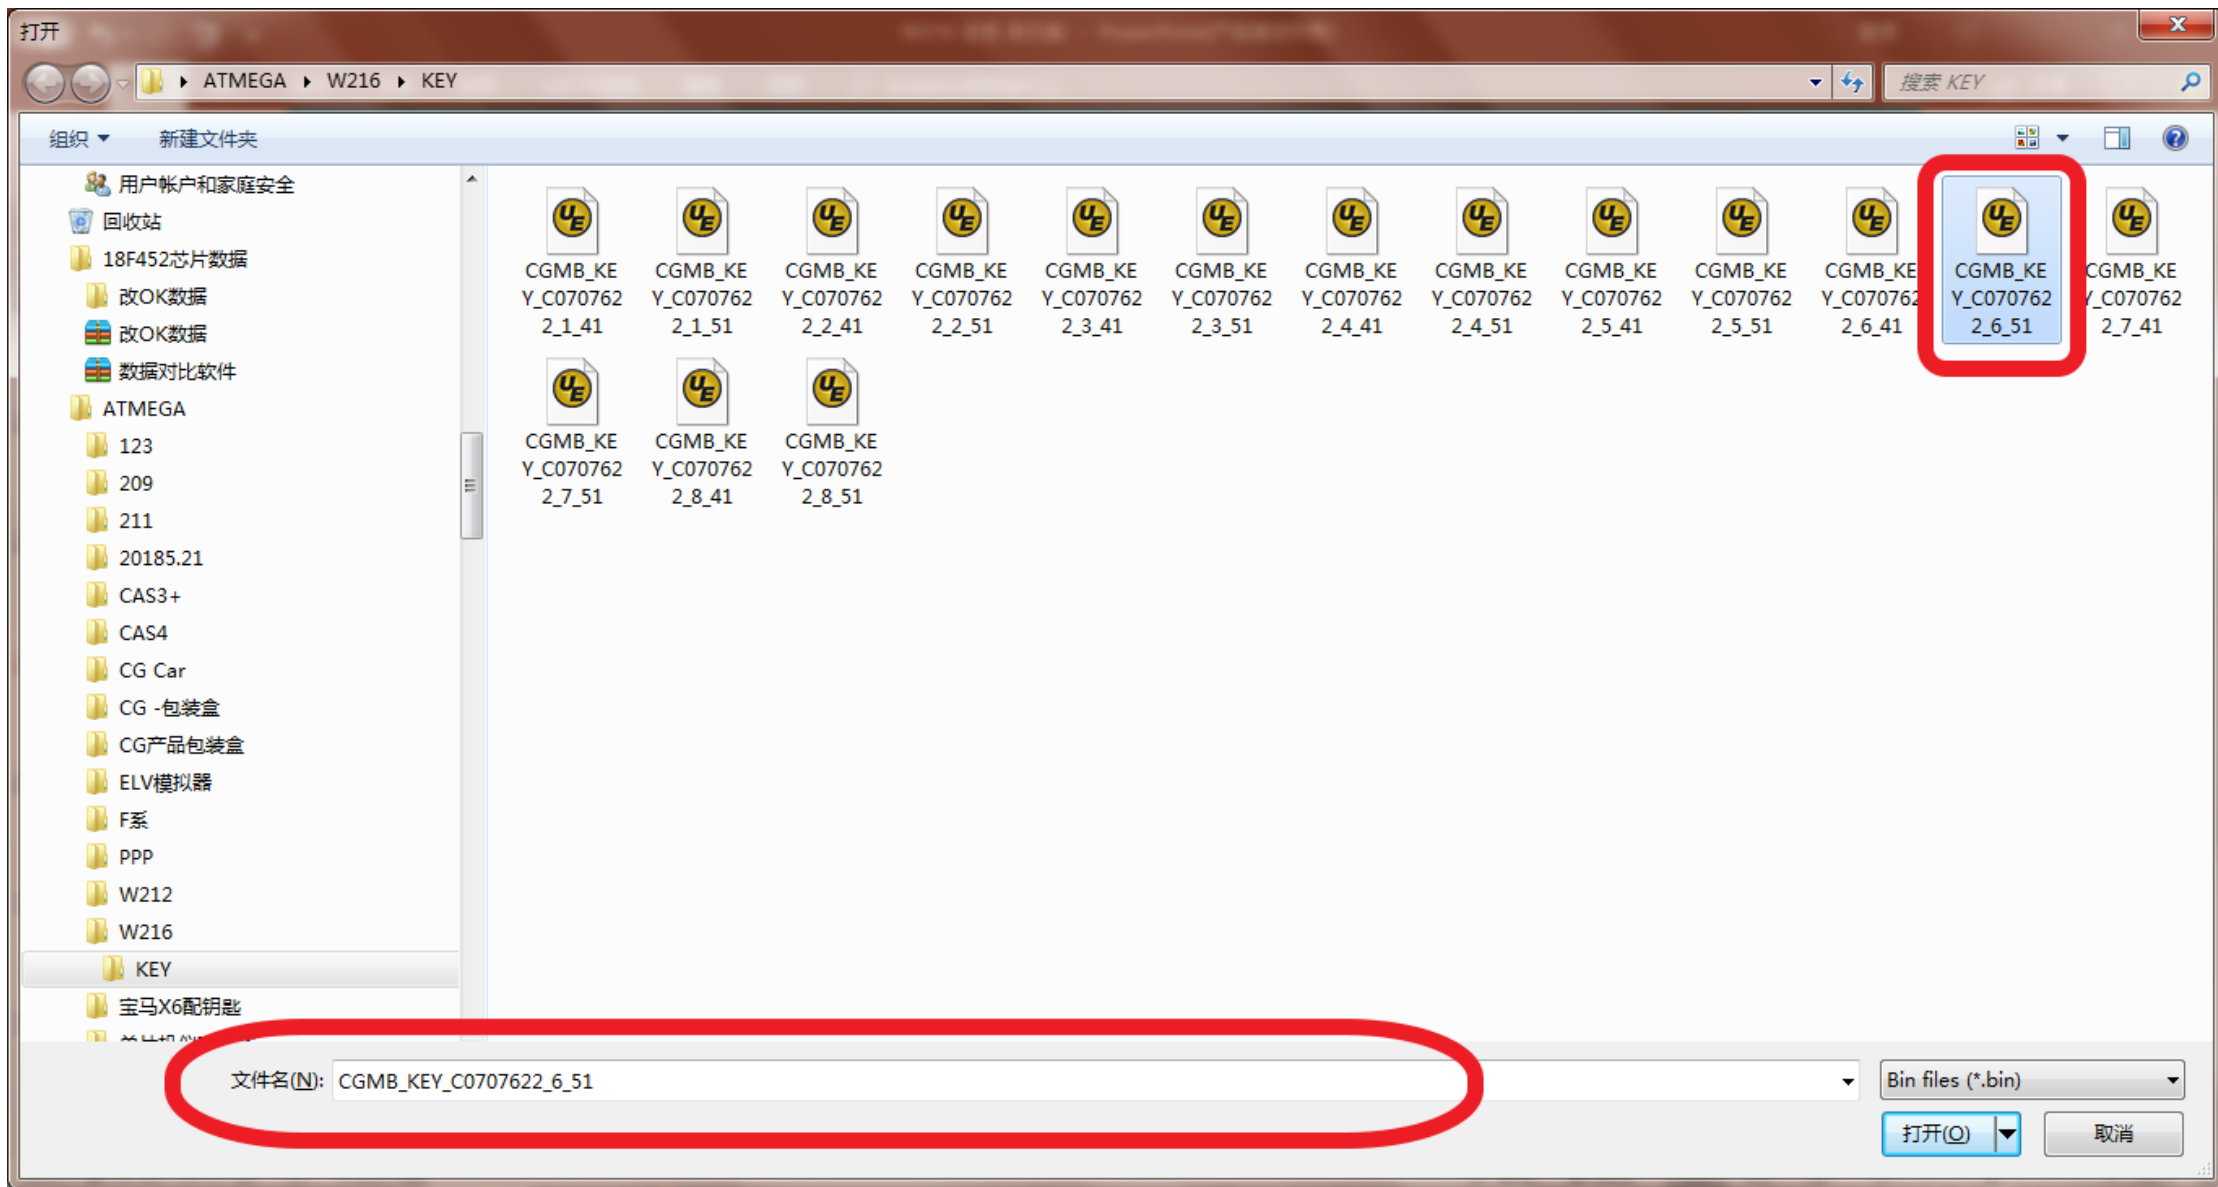 打开
ATMEGA W216 KEY
搜索 KEY
组织
新建文件夹
用户帐户和家庭安全
回收站
18F452芯片数据
改OK数据
改OK数据
数据对比软件
ATMEGA
123
209
211
20185.21
CAS3+
CAS4
CG Car
CG -包装盒
CG产品包装盒
ELV模拟器
F系
PPP
W212
W216
KEY
宝马X6配钥匙
CGMB_KE CGMB_KE CGMB_KE CGMB_KE CGMB_KE CGMB_KE CGMB_KE CGMB_KE CGMB_KE CGMB_KE CGMB_KE CGMB_KE CGMB_KE
Y_C070762 Y_C070762 Y_C070762 Y_C070762 Y_C070762 Y_C070762 Y_C070762 Y_C070762 Y_C070762 Y_C070762 Y_C070762 Y_C070762 Y_C070762
2_1_41 2_1_51 2_2_41 2_2_51 2_3_41 2_3_51 2_4_41 2_4_51 2_5_41 2_5_51 2_6_41 2_6_51 2_7_41
CGMB_KE CGMB_KE CGMB_KE
Y_C070762 Y_C070762 Y_C070762
2_7_51 2_8_41 2_8_51
文件名(N): CGMB_KEY_C0707622_6_51
Bin files (*.bin)
打开(O)
取消